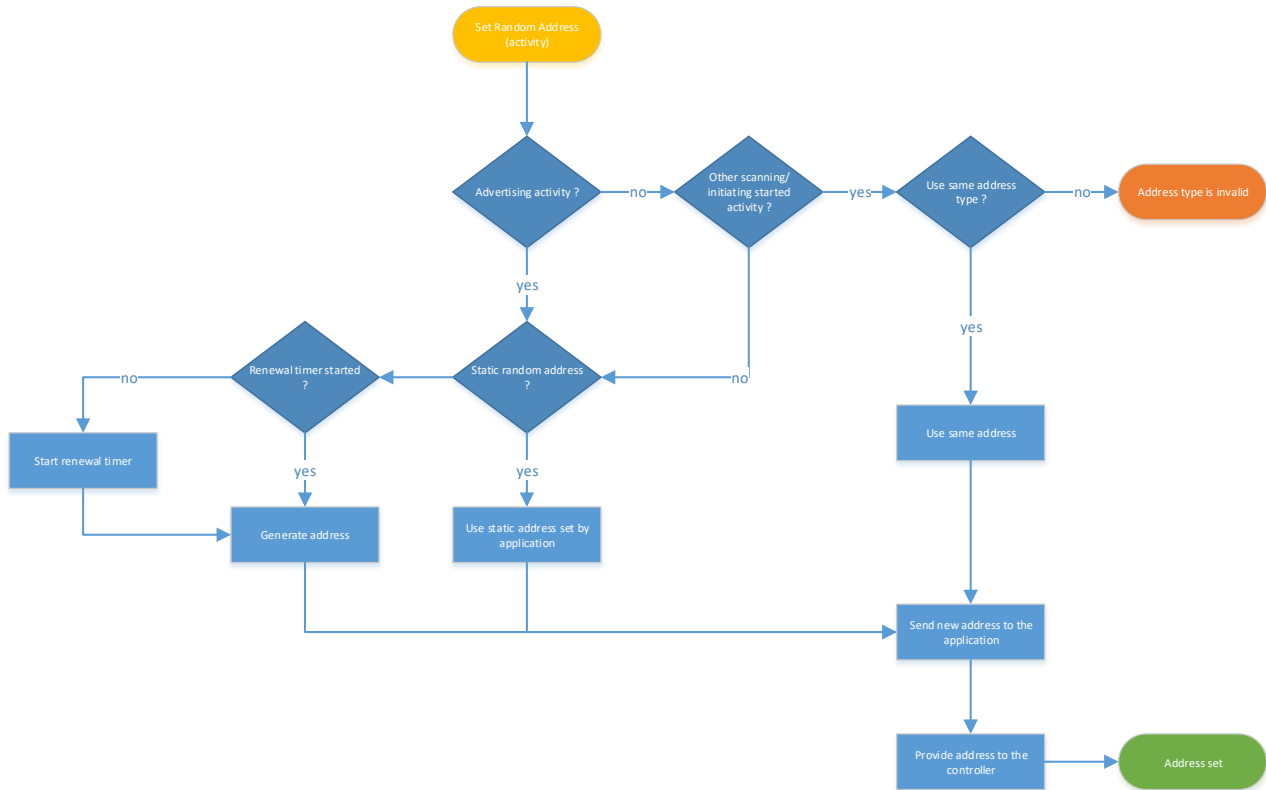 Set Random Address
(activity)
Advertising activity ?
no
Other scanning/
initiating started
activity ?
yes
Use same address
type ?
no
Address type is invalid
yes
yes
Renewal timer started
?
Static random address
?
no
no
Start renewal timer
Use same address
yes
yes
Generate address
Use static address set by
application
Send new address to the
application
Provide address to the
controller
Address set